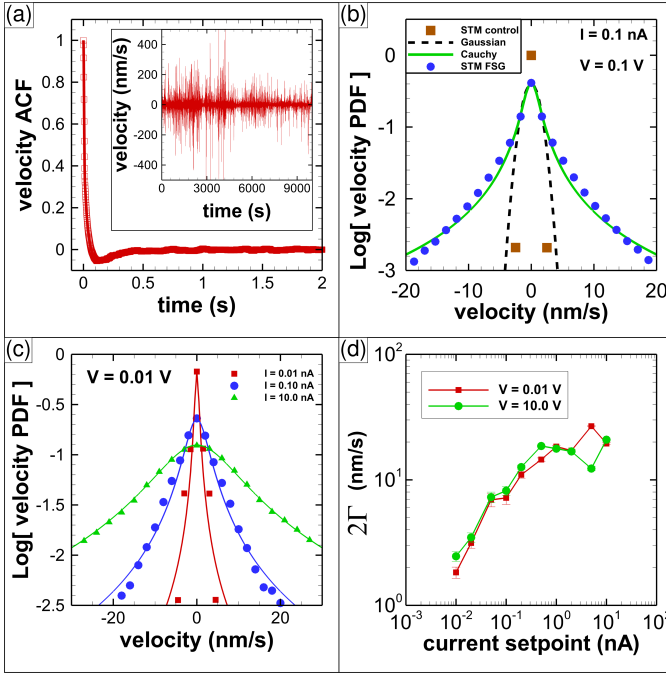 (a)
velocity ACF
1
0.8
0.6
0.4
0.2
0
0 0.5 1 1.5 2
time (s)
velocity (nm/s)
400
200
0
-200
-400
0 3000 6000 9000
time (s)
(b)
STM control
Gaussian
Cauchy
STM FSG
I = 0.1 nA
V = 0.1 V
Log[ velocity PDF ]
0
-1
-2
-3
-20 -10 0 10 20
velocity (nm/s)
(c)
V = 0.01 V
I = 0.01 nA
I = 0.10 nA
I = 10.0 nA
Log[ velocity PDF ]
0
-0.5
-1
-1.5
-2
-2.5
-20 0 20
velocity (nm/s)
(d)
V = 0.01 V
V = 10.0 V
2Γ (nm/s)
10²
10¹
10⁰
10⁻³ 10⁻² 10⁻¹ 10⁰ 10¹ 10²
current setpoint (nA)